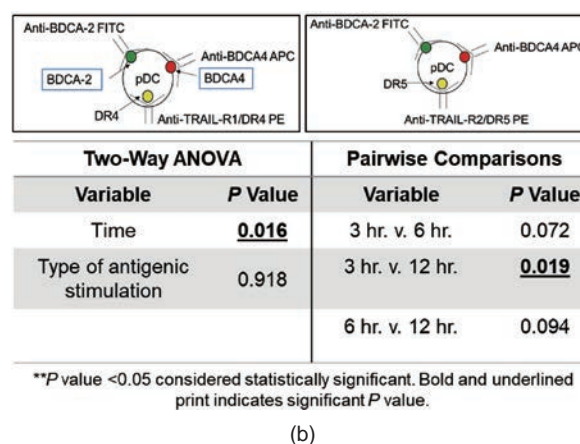 Anti-BDCA-2 FITC
Anti-BDCA4 APC
BDCA-2
pDC
BDCA4
DR4
Anti-TRAIL-R1/DR4 PE
Anti-BDCA-2 FITC
Anti-BDCA4 APC
pDC
DR5
Anti-TRAIL-R2/DR5 PE
Two-Way ANOVA Pairwise Comparisons
Variable P Value Variable P Value
Time 0.016 3 hr. v. 6 hr. 0.072
Type of antigenic stimulation 0.918 3 hr. v. 12 hr. 0.019
6 hr. v. 12 hr. 0.094
**P value <0.05 considered statistically significant. Bold and underlined
print indicates significant P value.
(b)